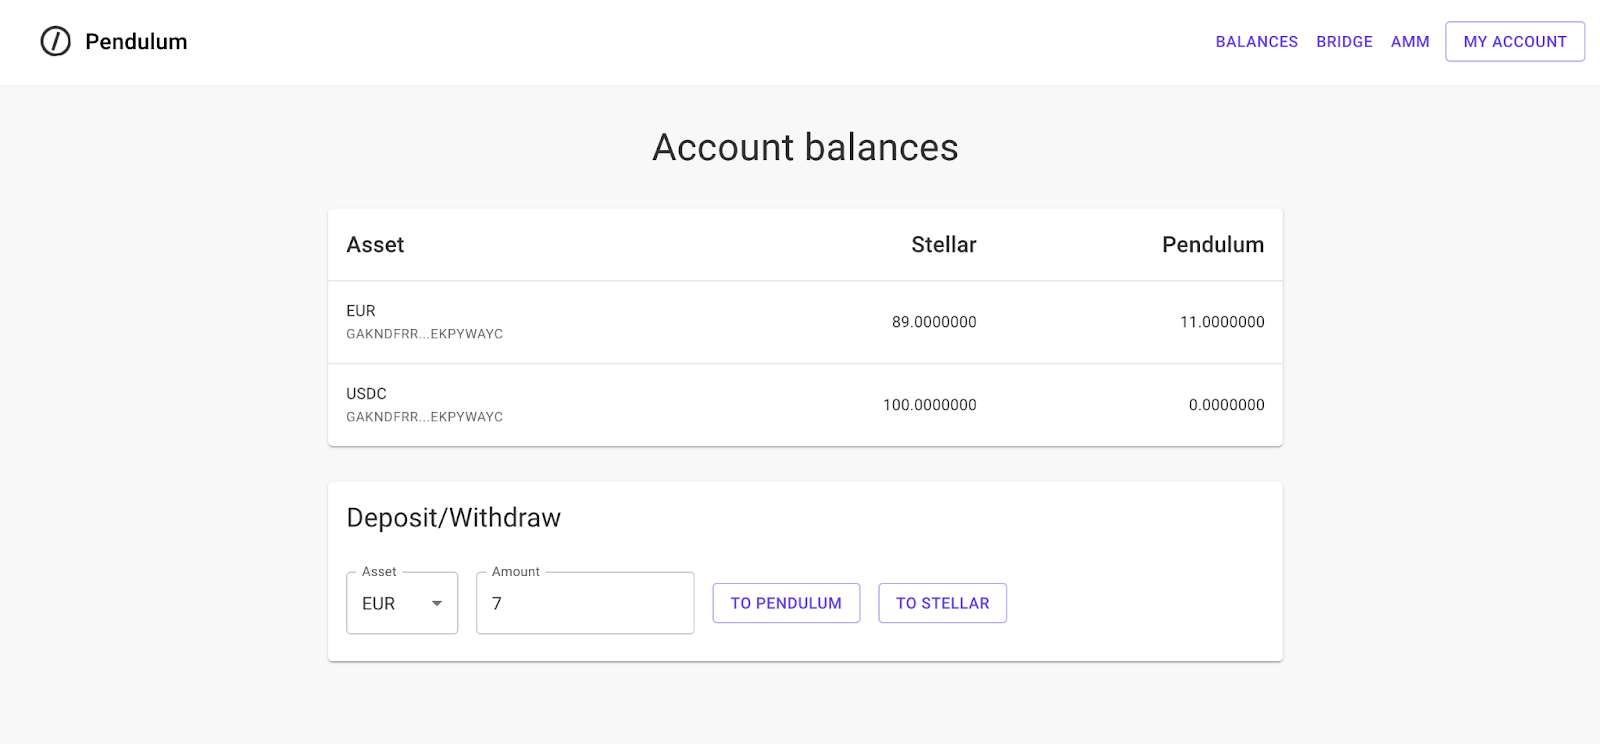 Pendulum
BALANCES BRIDGE AMM MY ACCOUNT
Account balances
Asset Stellar Pendulum
EUR
GAKNDFRR...EKPYWAYC
89.0000000 11.0000000
USDC
GAKNDFRR...EKPYWAYC
100.0000000 0.0000000
Deposit/Withdraw
Asset Amount
EUR 7 TO PENDULUM TO STELLAR